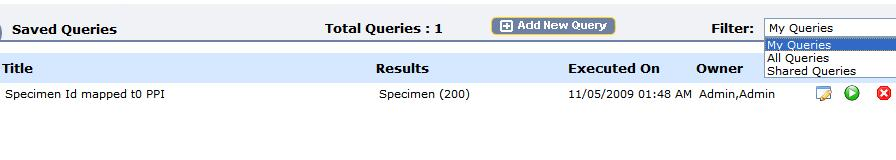 Saved Queries Total Queries : 1 Add New Query Filter: My Queries
My Queries
All Queries
Shared Queries
Title Results Executed On Owner
Specimen Id mapped t0 PPI Specimen (200) 11/05/2009 01:48 AM Admin,Admin